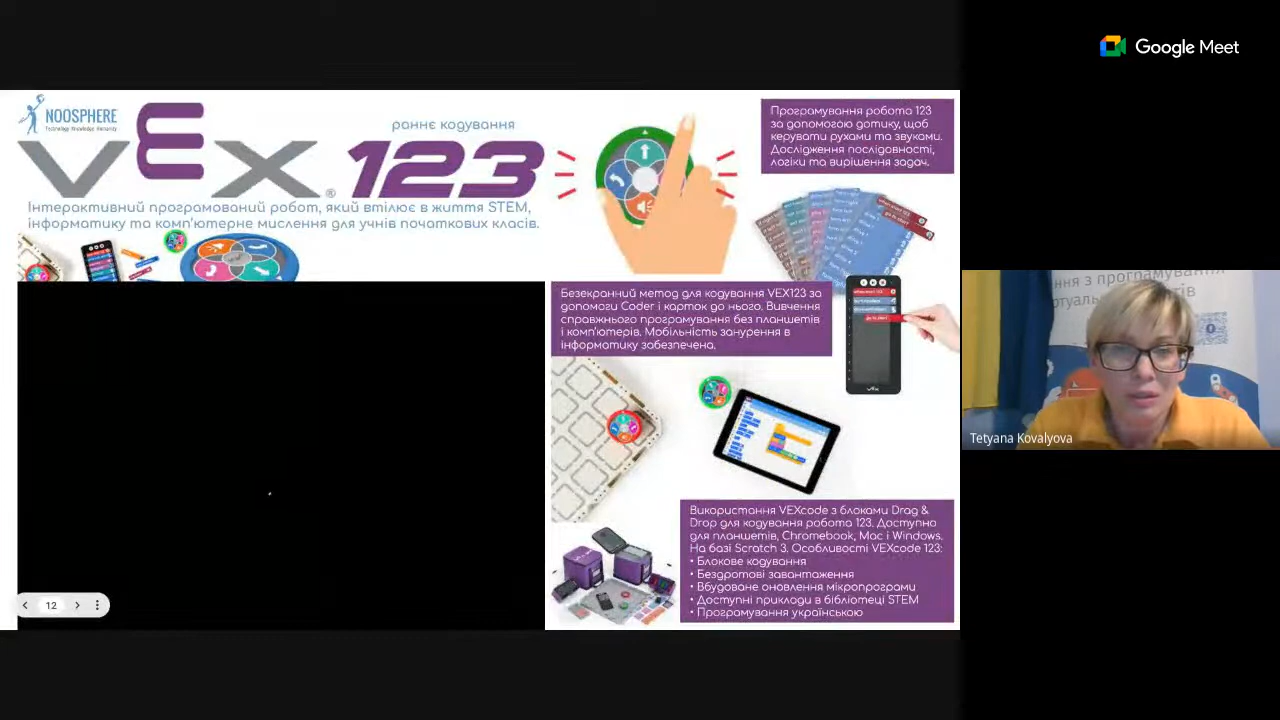 Google Meet
NOOSPHERE
Technology Knowledge Humanity
раннє кодування
vEx® 123
Інтерактивний програмований робот, який втілює в життя STEM,
інформатику та комп'ютерне мислення для учнів початкових класів.
Програмування робота 123
за допомогою дотику, щоб
керувати рухами та звуками.
Дослідження послідовності,
логіки та вирішення задач.
Безекранний метод для кодування VEX123 за
допомоги Coder і карток до нього. Вивчення
справжнього програмування без планшетів
і комп'ютерів. Мобільність занурення в
інформатику забезпечена.
Використання VEXcode з блоками Drag &
Drop для кодування робота 123. Доступно
для планшетів, Chromebook, Mac і Windows.
На базі Scratch 3. Особливості VEXcode 123:
• Блокове кодування
• Бездротові завантаження
• Вбудоване оновлення мікропрограми
• Доступні приклади в бібліотеці STEM
• Програмування українською
12
ння з програмування
Tetyana Kovalyova